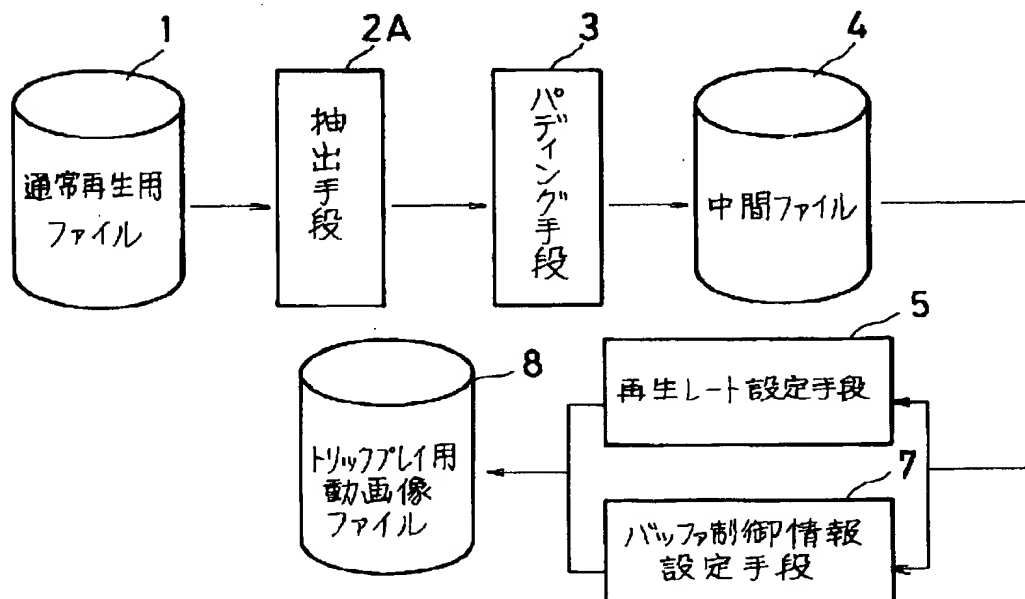 1
2A
3
4
通常再生用
ファイル
抽出手段
パディング手段
中間ファイル
5
8
再生レート設定手段
トリックプレイ用
動画像
ファイル
7
バッファ制御情報
設定手段